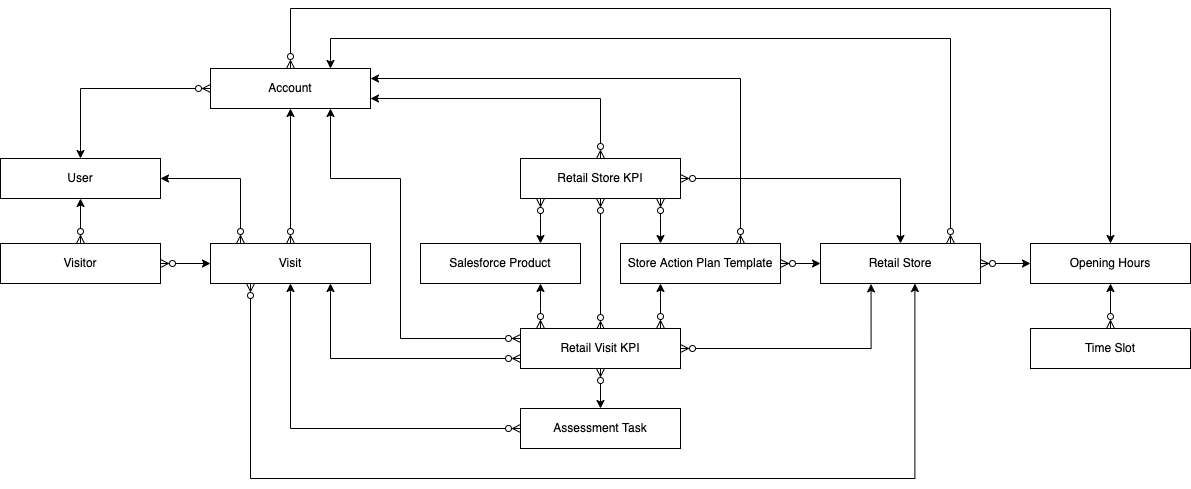 Account
User
Retail Store KPI
Visitor
Visit
Salesforce Product
Store Action Plan Template
Retail Store
Opening Hours
Retail Visit KPI
Time Slot
Assessment Task